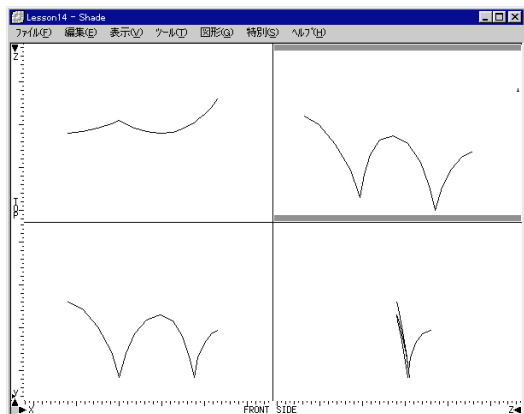 Lesson14 - Shade
ファイル(F) 編集(E) 表示(V) ツール(T) 図形(G) 特別(S) ヘルプ(H)
Z
TOP
Y
X FRONT SIDE Z